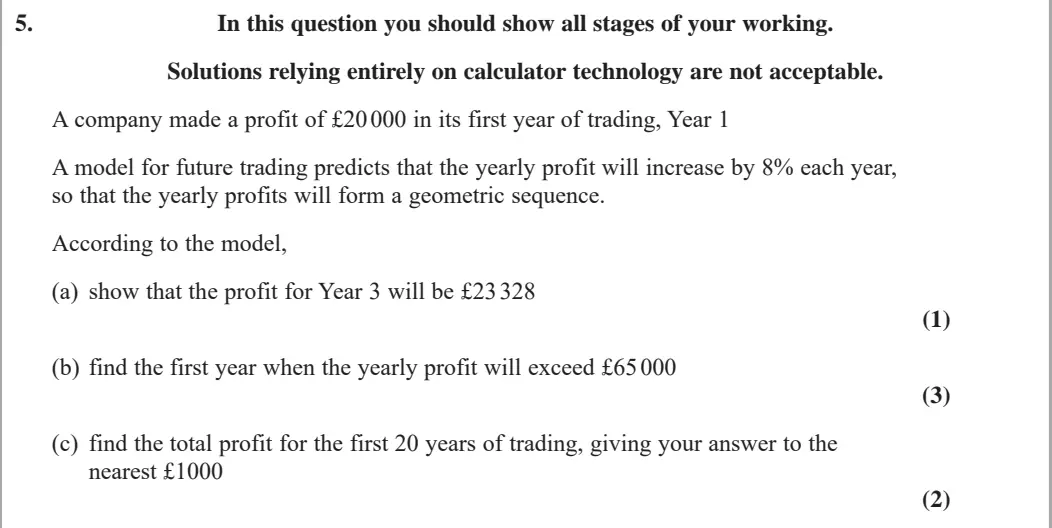 5. In this question you should show all stages of your working.
Solutions relying entirely on calculator technology are not acceptable.
A company made a profit of £20 000 in its first year of trading, Year 1
A model for future trading predicts that the yearly profit will increase by 8% each year,
so that the yearly profits will form a geometric sequence.
According to the model,
(a) show that the profit for Year 3 will be £23 328
(1)
(b) find the first year when the yearly profit will exceed £65 000
(3)
(c) find the total profit for the first 20 years of trading, giving your answer to the
nearest £1000
(2)